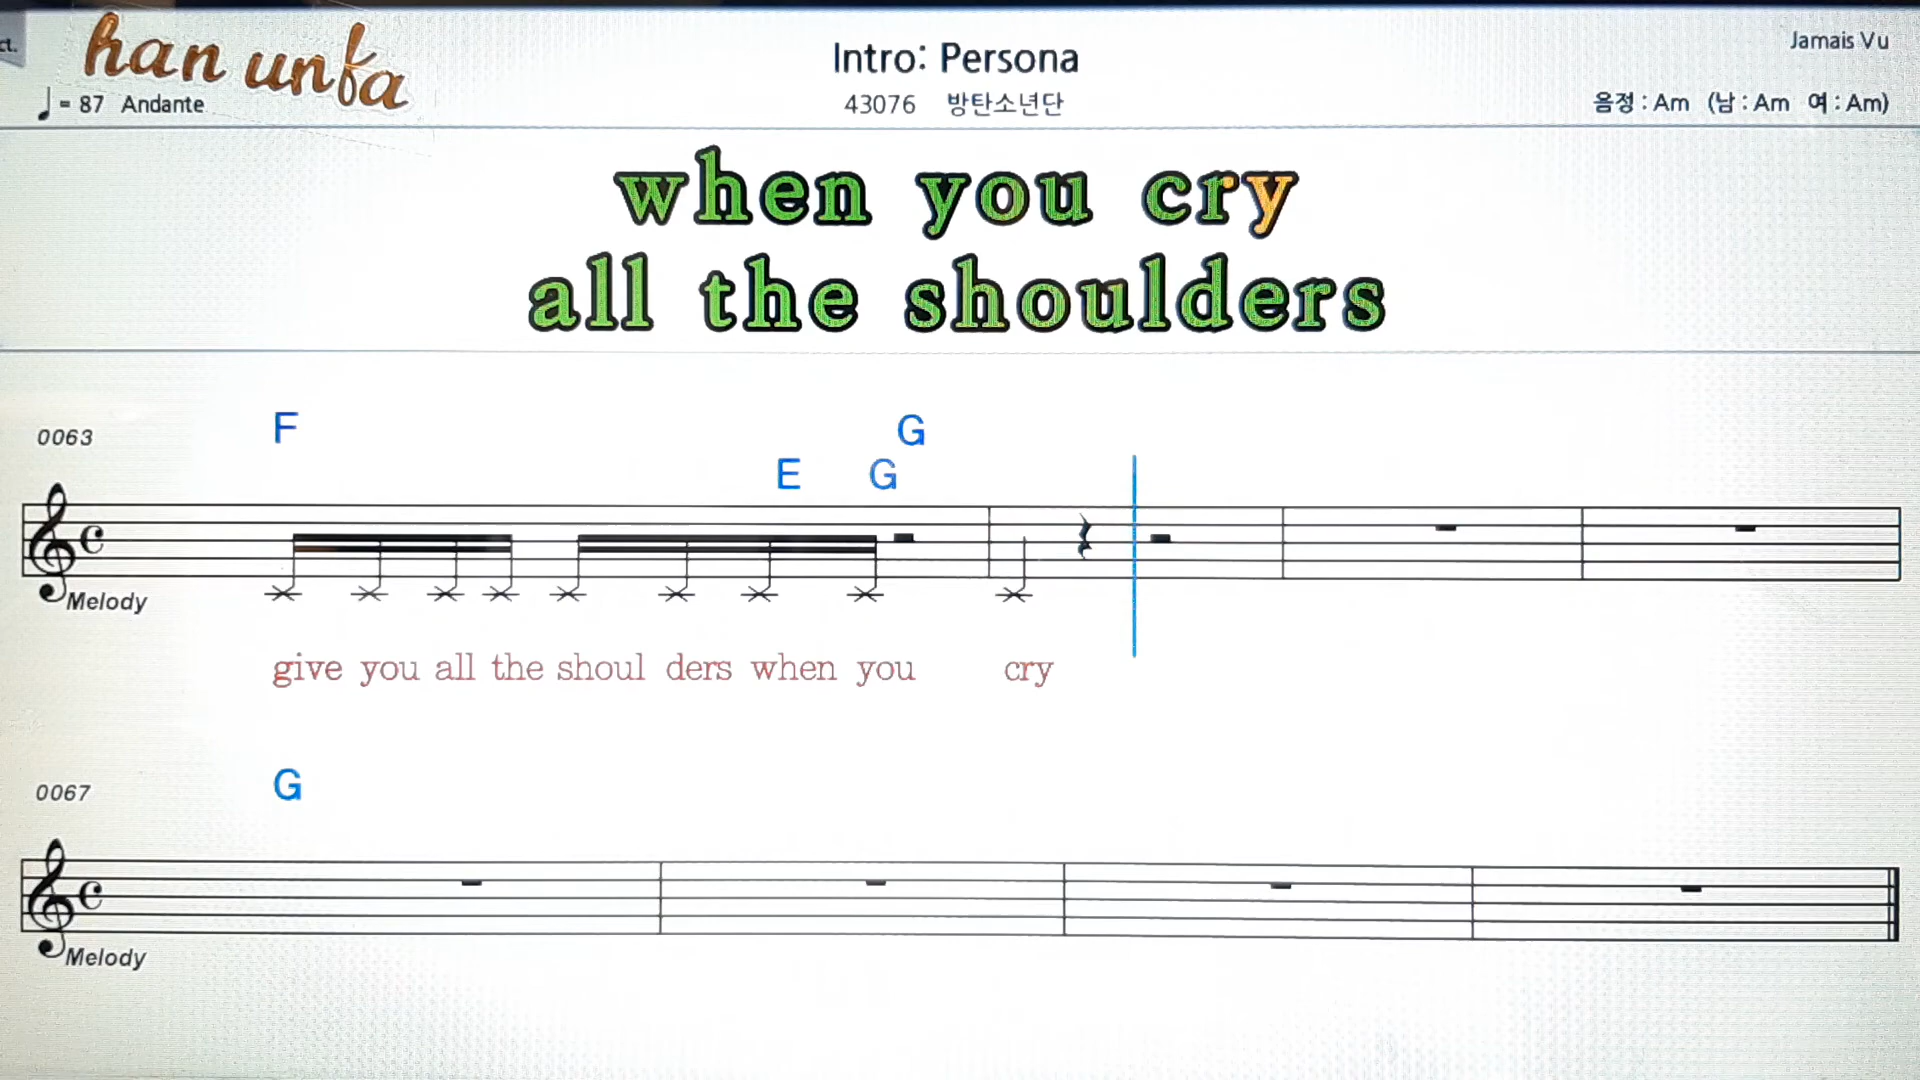 ct.
han unfa
Intro: Persona
Jamais Vu
= 87 Andante
43076 방탄소년단
음정 : Am (남 : Am 여 : Am)
when you cry
all the shoulders
0063
F
G
E G
Melody
give you all the shoul ders when you cry
0067
G
Melody